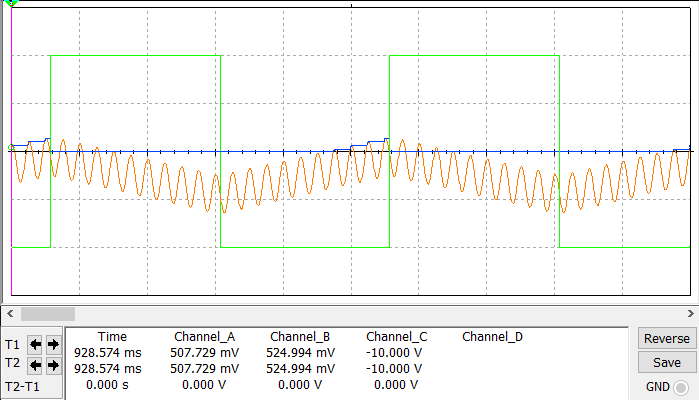 Time Channel_A Channel_B Channel_C Channel_D
T1 928.574 ms 507.729 mV 524.994 mV -10.000 V
T2 928.574 ms 507.729 mV 524.994 mV -10.000 V
T2-T1 0.000 s 0.000 V 0.000 V 0.000 V
Reverse
Save
GND